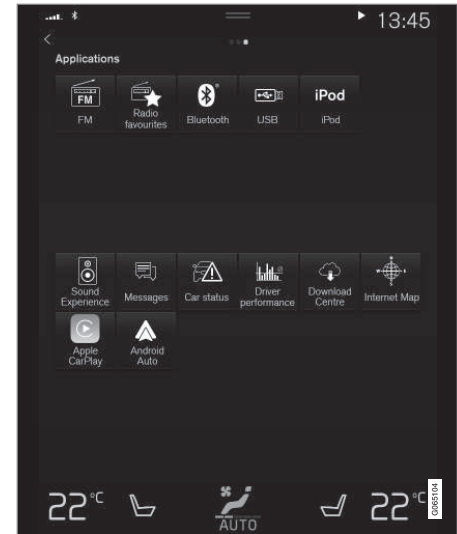 13:45
Applications
FM
iPod
FM
Radio
favourites
Bluetooth
USB
iPod
Sound
Experience
Messages
Car status
Driver
performance
Download
Centre
Internet Map
Apple
CarPlay
Android
Auto
22°C
AUTO
22°C
G065104